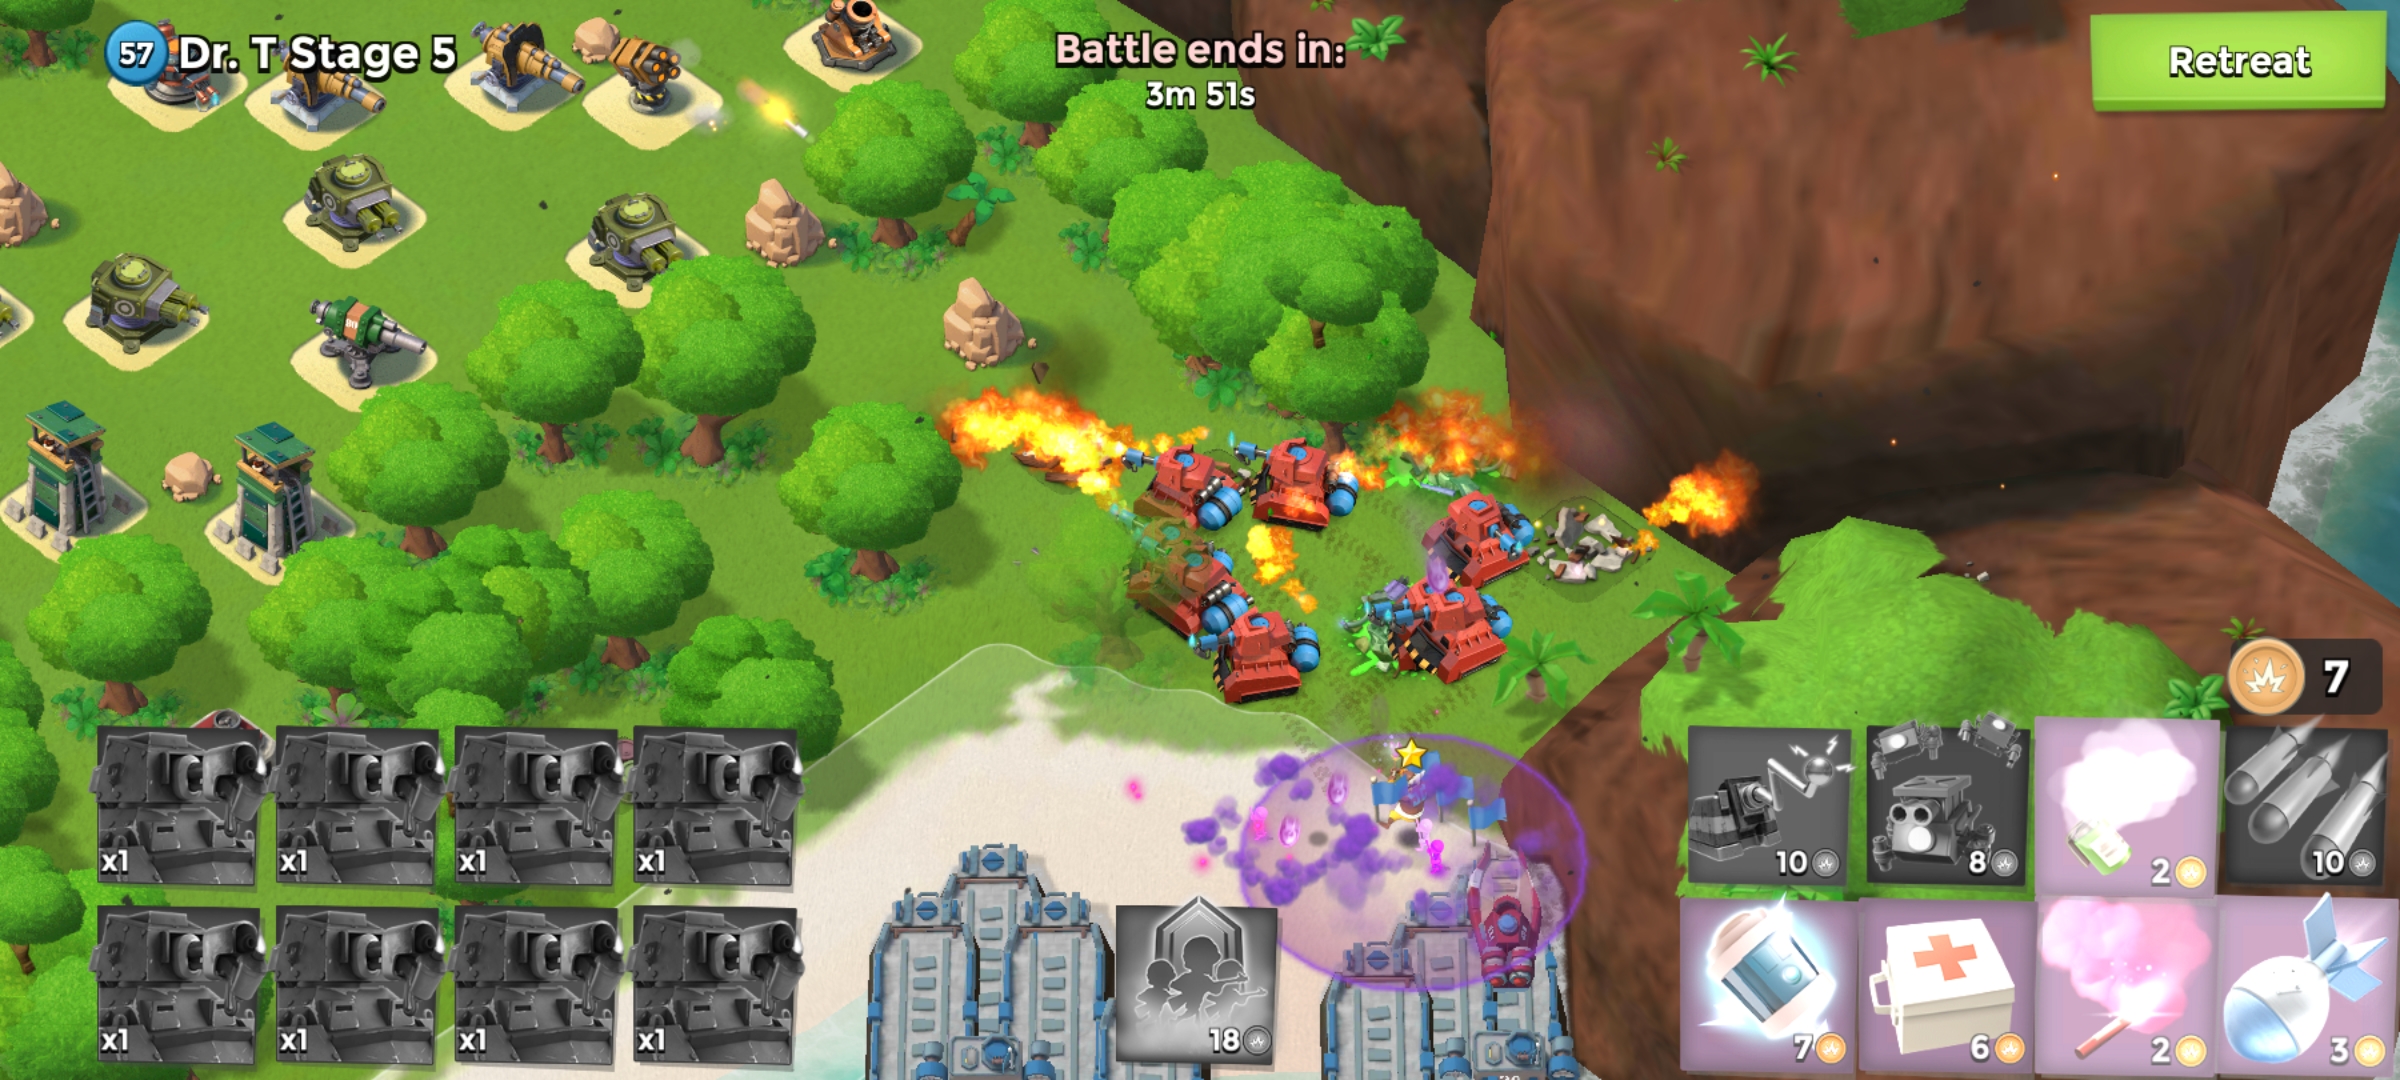 57 Dr. T Stage 5
Battle ends in:
3m 51s
Retreat
7
x1 x1 x1 x1
10 8 2 10
x1 x1 x1 x1
18
7 6 2 3